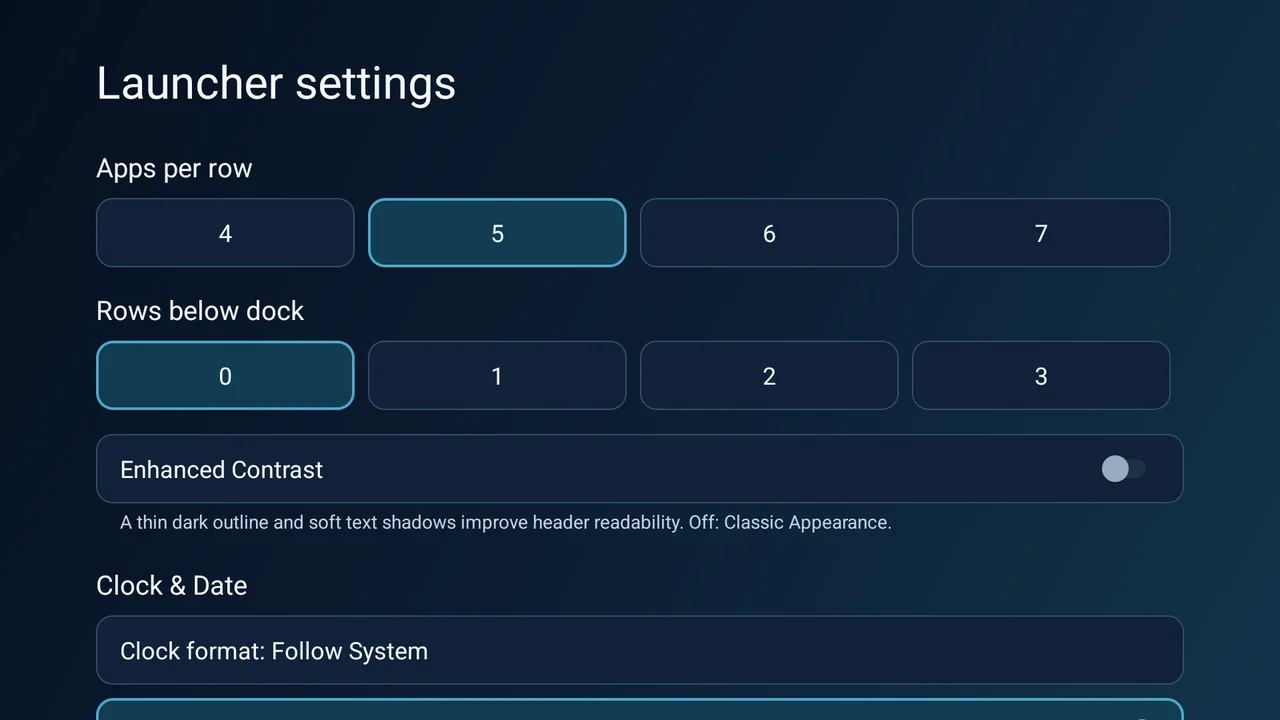 Launcher settings
Apps per row
4 5 6 7
Rows below dock
0 1 2 3
Enhanced Contrast
A thin dark outline and soft text shadows improve header readability. Off: Classic Appearance.
Clock & Date
Clock format: Follow System